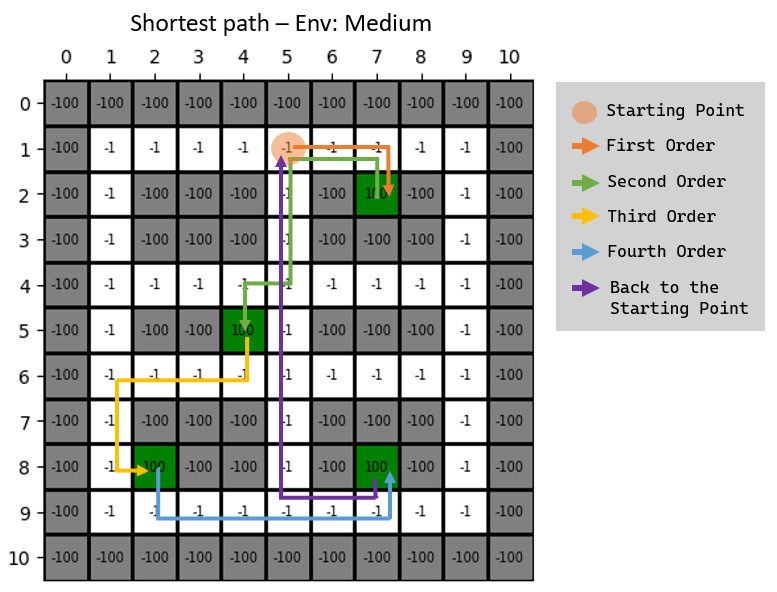 Shortest path – Env: Medium
0 1 2 3 4 5 6 7 8 9 10
0 -100 -100 -100 -100 -100 -100 -100 -100 -100 -100 -100
1 -100 -1 -1 -1 -1 -1 -1 -1 -1 -1 -100
2 -100 -1 -100 -100 -100 -1 -100 100 -100 -1 -100
3 -100 -1 -100 -100 -100 -1 -100 -100 -100 -1 -100
4 -100 -1 -1 -1 -1 -1 -1 -1 -1 -1 -100
5 -100 -1 -100 -100 100 -1 -100 -100 -100 -1 -100
6 -100 -1 -1 -1 -1 -1 -1 -1 -1 -1 -100
7 -100 -1 -100 -100 -100 -1 -100 -100 -100 -1 -100
8 -100 -1 100 -100 -100 -1 -100 100 -100 -1 -100
9 -100 -1 -1 -1 -1 -1 -1 -1 -1 -1 -100
10 -100 -100 -100 -100 -100 -100 -100 -100 -100 -100 -100
Starting Point
First Order
Second Order
Third Order
Fourth Order
Back to the
Starting Point